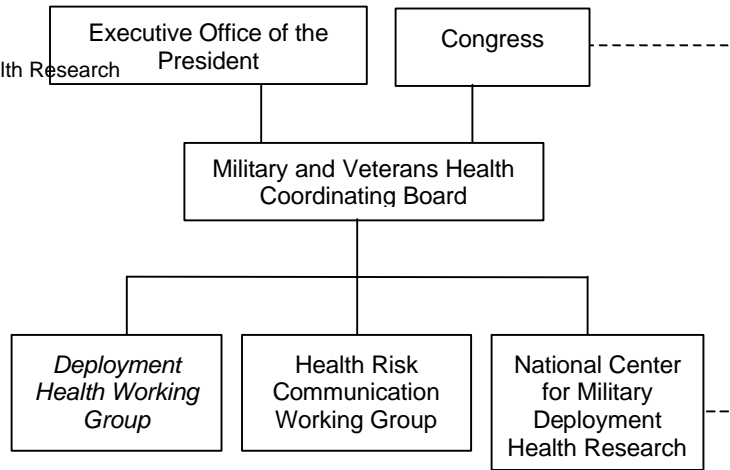 Executive Office of the
President
Congress
lth Research
Military and Veterans Health
Coordinating Board
Deployment
Health Working
Group
Health Risk
Communication
Working Group
National Center
for Military
Deployment
Health Research